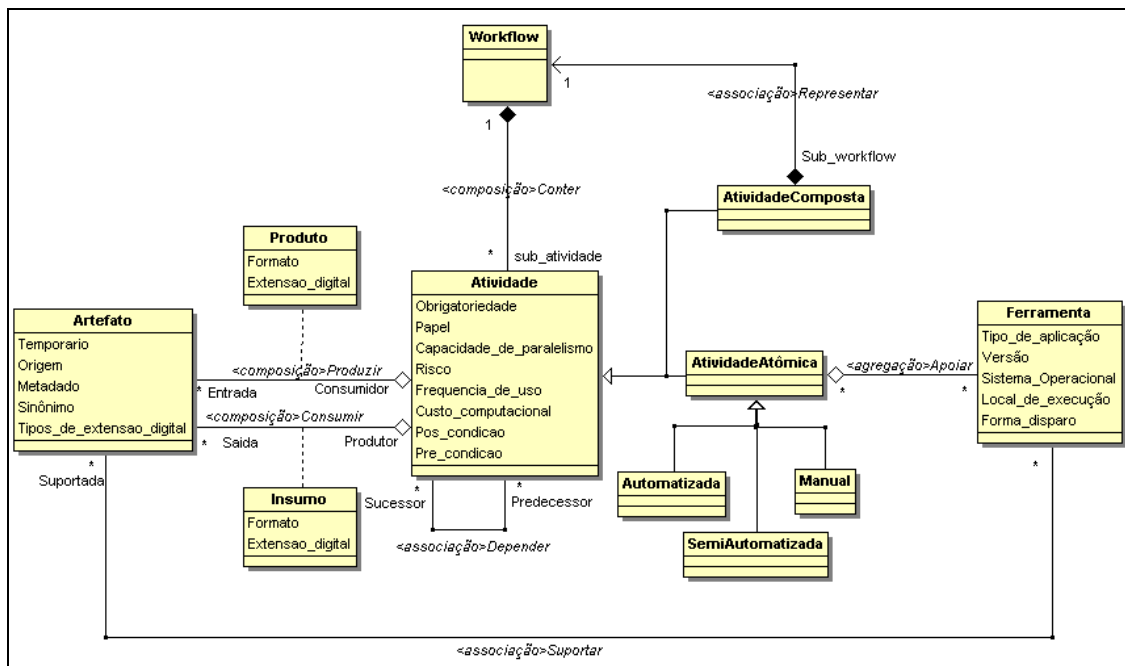 Workflow
1
<associação>Representar
1
Sub_workflow
<composição>Conter
AtividadeComposta
*
sub_atividade
Produto
Formato
Extensao_digital
Atividade
Obrigatoriedade
Papel
Capacidade_de_paralelismo
Risco
Frequencia_de_uso
Custo_computacional
Pos_condicao
Pre_condicao
Artefato
Temporario
Origem
Metadado
Sinônimo
Tipos_de_extensao_digital
<composição>Produzir
* Entrada
Consumidor
<composição>Consumir
* Saida
Produtor
AtividadeAtômica
<agregação>Apoiar
*
*
Ferramenta
Tipo_de_aplicação
Versão
Sistema_Operacional
Local_de_execução
Forma_disparo
*
*
Suportada
Insumo
Formato
Extensao_digital
*
Sucessor
*
Predecessor
<associação>Depender
Automatizada
Manual
SemiAutomatizada
<associação>Suportar